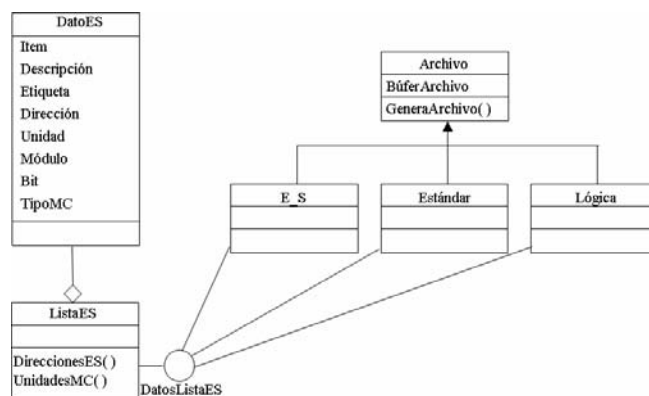 DatoES
Item
Descripción
Etiqueta
Dirección
Unidad
Módulo
Bit
TipoMC
Archivo
BúferArchivo
GeneraArchivo( )
E_S
Estándar
Lógica
ListaES
DireccionesES( )
UnidadesMC( )
DatosListaES